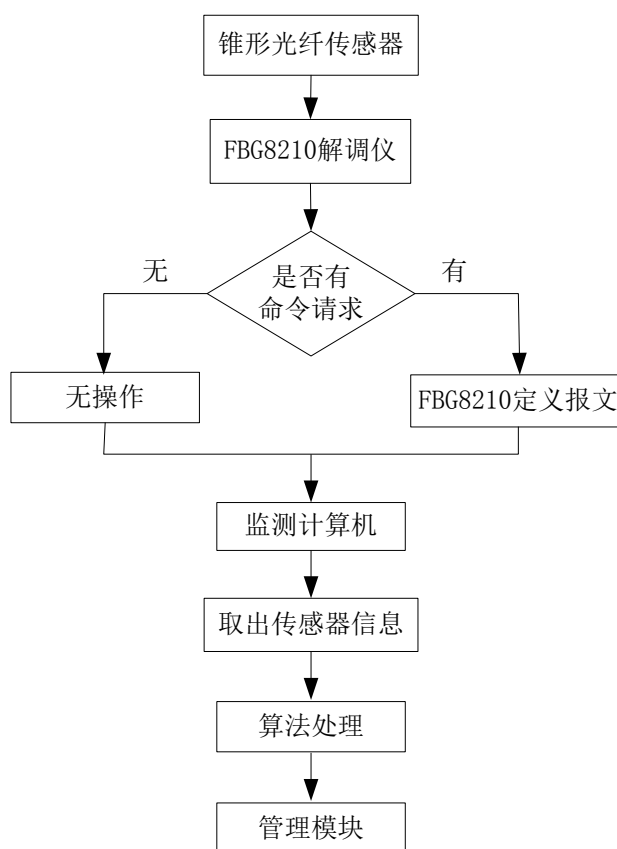 锥形光纤传感器
FBG8210解调仪
是否有
命令请求
无
有
无操作
FBG8210定义报文
监测计算机
取出传感器信息
算法处理
管理模块